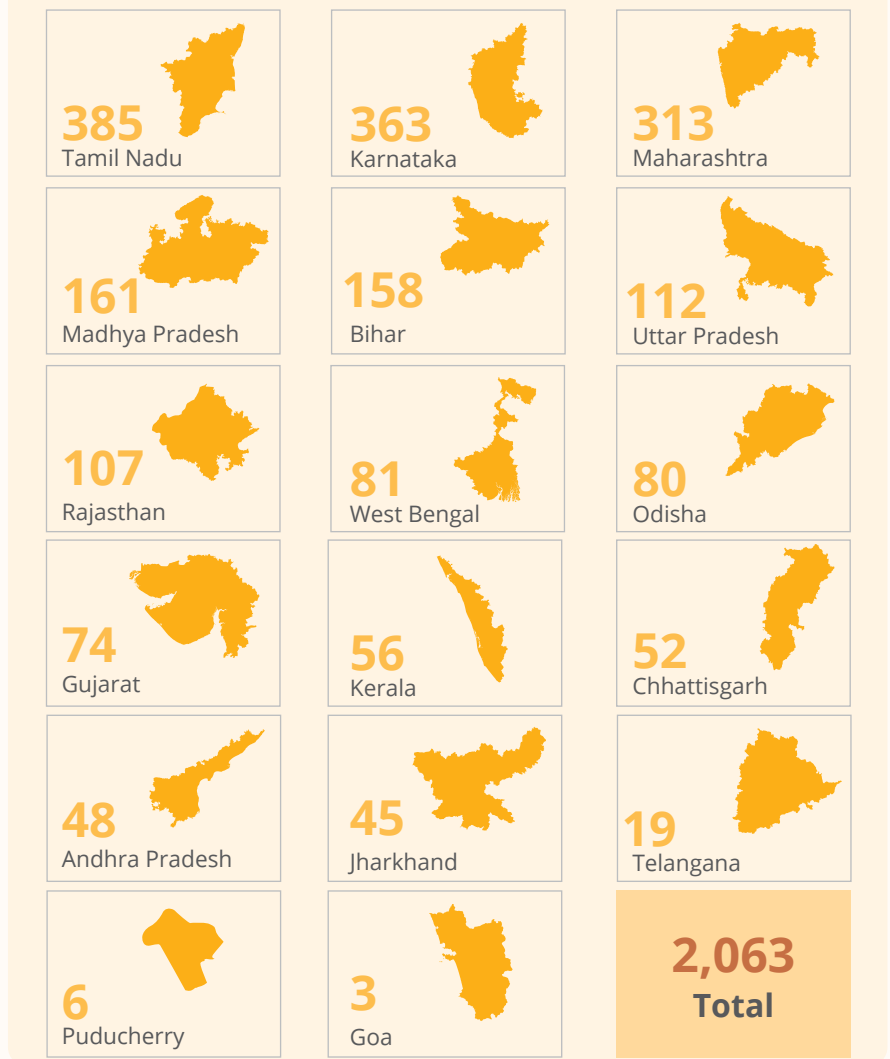 385
Tamil Nadu
363
Karnataka
313
Maharashtra
161
Madhya Pradesh
158
Bihar
112
Uttar Pradesh
107
Rajasthan
81
West Bengal
80
Odisha
74
Gujarat
56
Kerala
52
Chhattisgarh
48
Andhra Pradesh
45
Jharkhand
19
Telangana
6
Puducherry
3
Goa
2,063
Total